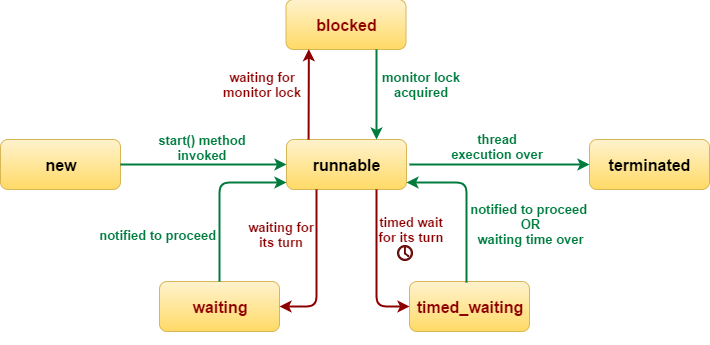 blocked
waiting for
monitor lock
monitor lock
acquired
start() method
invoked
thread
execution over
new
runnable
terminated
notified to proceed
waiting for
its turn
timed wait
for its turn
notified to proceed
OR
waiting time over
waiting
timed_waiting